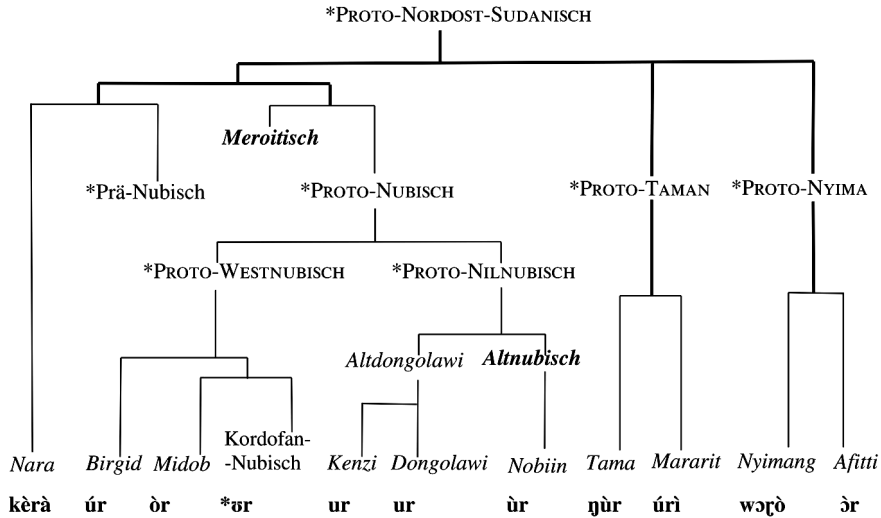 *PROTO-NORDOST-SUDANISCH
Meroitisch
*Prä-Nubisch *PROTO-NUBISCH *PROTO-TAMAN *PROTO-NYIMA
*PROTO-WESTNUBISCH *PROTO-NILNUBISCH
Altdongolawi Altnubisch
Kordofan-
Nara Birgid Midob -Nubisch Kenzi Dongolawi Nobiin Tama Mararit Nyimang Afitti
kèrà úr òr *ʊr ur ur ùr ŋùr úrì wɔɽò ɔ̀r